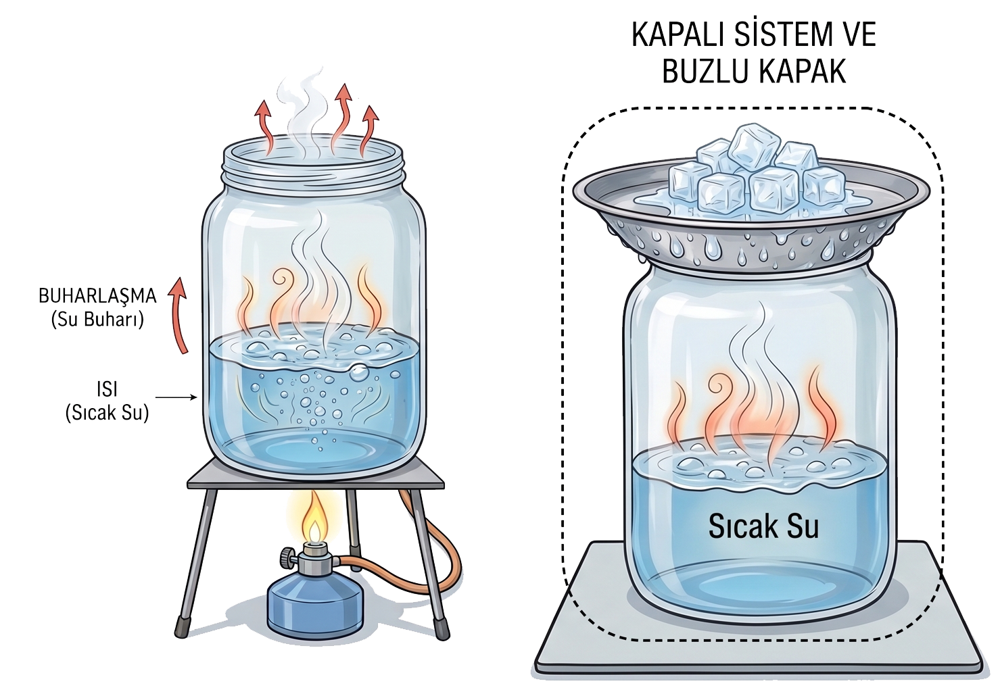 KAPALI SİSTEM VE
BUZLU KAPAK
BUHARLAŞMA
(Su Buharı)
ISI
(Sıcak Su)
Sıcak Su